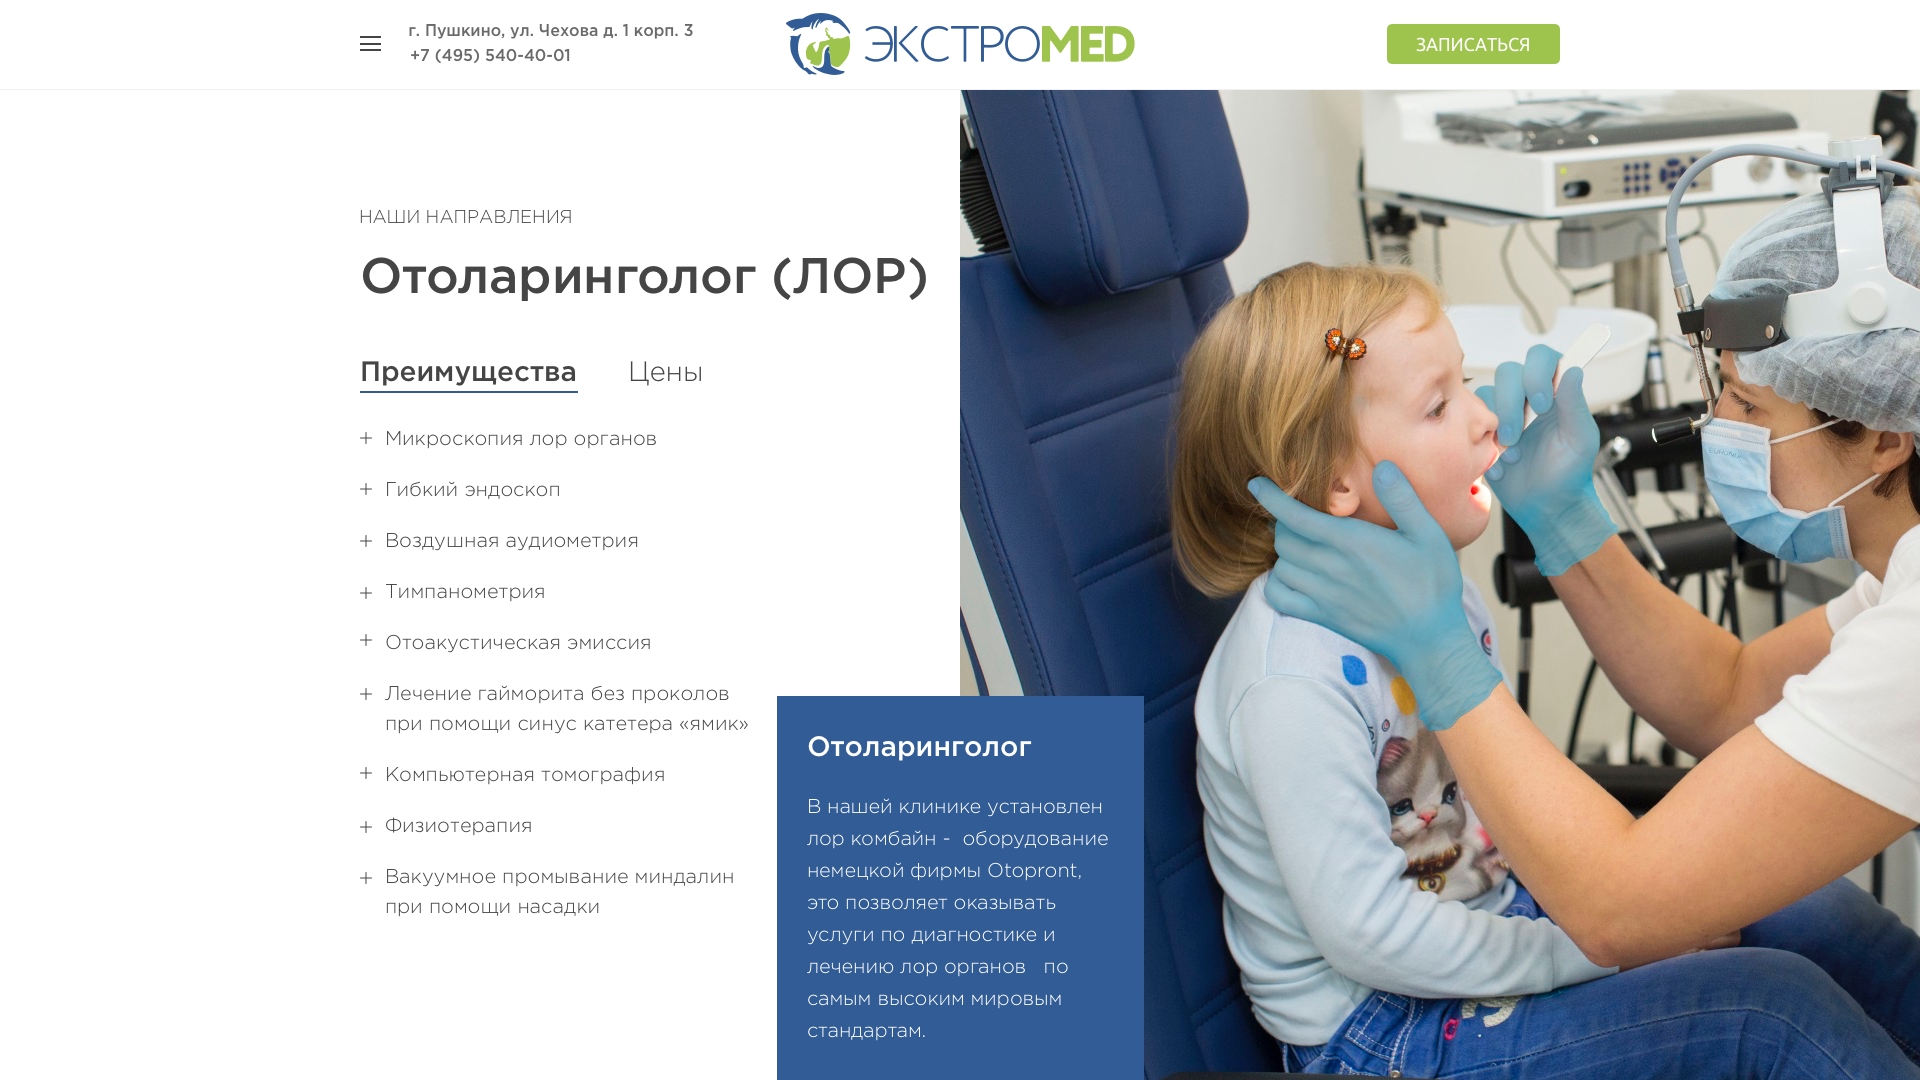 г. Пушкино, ул. Чехова д. 1 корп. 3
+7 (495) 540-40-01
ЭКСТРОMED
ЗАПИСАТЬСЯ
НАШИ НАПРАВЛЕНИЯ
Отоларинголог (ЛОР)
Преимущества Цены
+ Микроскопия лор органов
+ Гибкий эндоскоп
+ Воздушная аудиометрия
+ Тимпанометрия
+ Отоакустическая эмиссия
+ Лечение гайморита без проколов
при помощи синус катетера «ямик»
+ Компьютерная томография
+ Физиотерапия
+ Вакуумное промывание миндалин
при помощи насадки
Отоларинголог
В нашей клинике установлен
лор комбайн - оборудование
немецкой фирмы Otopront,
это позволяет оказывать
услуги по диагностике и
лечению лор органов по
самым высоким мировым
стандартам.